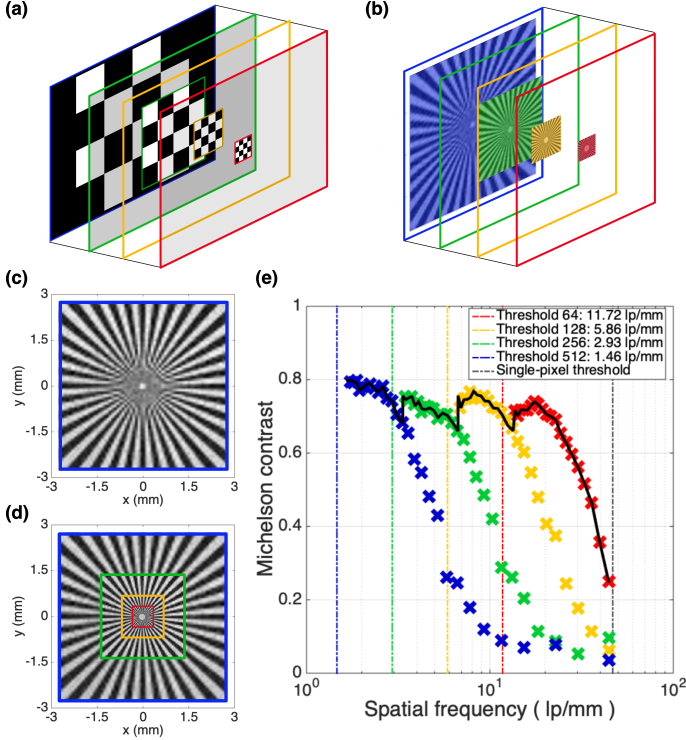 (a)
(b)
(c)
3
1.5
0
-1.5
-3
y (mm)
-3 -1.5 0 1.5 3
x (mm)
(d)
3
1.5
0
-1.5
-3
y (mm)
-3 -1.5 0 1.5 3
x (mm)
(e)
Threshold 64: 11.72 lp/mm
Threshold 128: 5.86 lp/mm
Threshold 256: 2.93 lp/mm
Threshold 512: 1.46 lp/mm
Single-pixel threshold
1
0.8
0.6
0.4
0.2
0
Michelson contrast
10^0 10^1 10^2
Spatial frequency ( lp/mm )